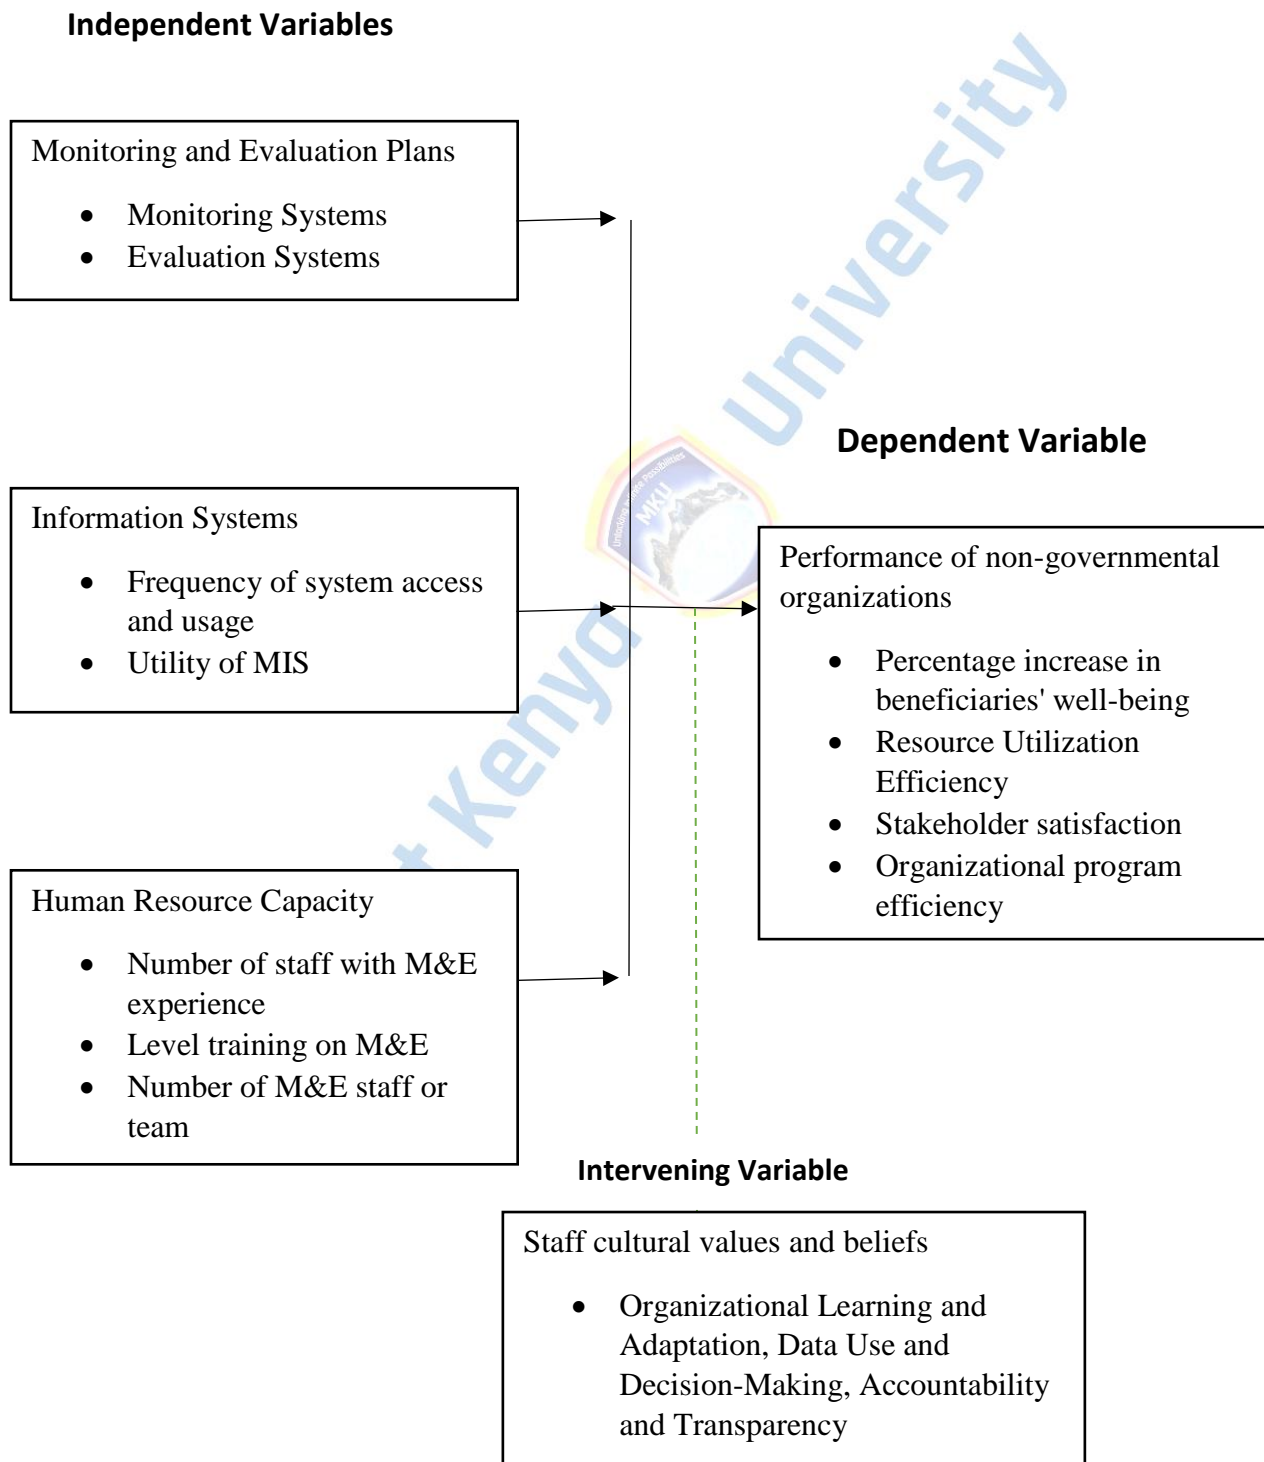 Independent Variables
Monitoring and Evaluation Plans
• Monitoring Systems
• Evaluation Systems
Information Systems
• Frequency of system access
and usage
• Utility of MIS
Human Resource Capacity
• Number of staff with M&E
experience
• Level training on M&E
• Number of M&E staff or
team
Dependent Variable
Performance of non-governmental
organizations
• Percentage increase in
beneficiaries' well-being
• Resource Utilization
Efficiency
• Stakeholder satisfaction
• Organizational program
efficiency
Intervening Variable
Staff cultural values and beliefs
• Organizational Learning and
Adaptation, Data Use and
Decision-Making, Accountability
and Transparency
Kenya University
MKU